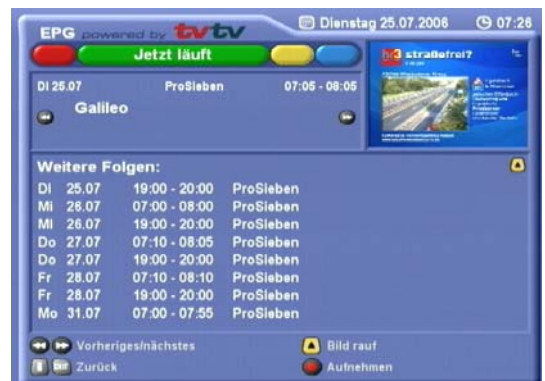 EPG powered by tvtv
Dienstag 25.07.2006
07:26
Jetzt läuft
DI 25.07 ProSieben 07:05 - 08:05
Galileo
straßefrei?
Weitere Folgen:
DI 25.07 19:00 - 20:00 ProSieben
Mi 26.07 07:00 - 08:00 ProSieben
Mi 26.07 19:00 - 20:00 ProSieben
Do 27.07 07:10 - 08:05 ProSieben
Do 27.07 19:00 - 20:00 ProSieben
Fr 28.07 07:10 - 08:10 ProSieben
Fr 28.07 19:00 - 20:00 ProSieben
Mo 31.07 07:00 - 07:55 ProSieben
Vorheriges/nächstes
Bild rauf
Zurück
Aufnehmen